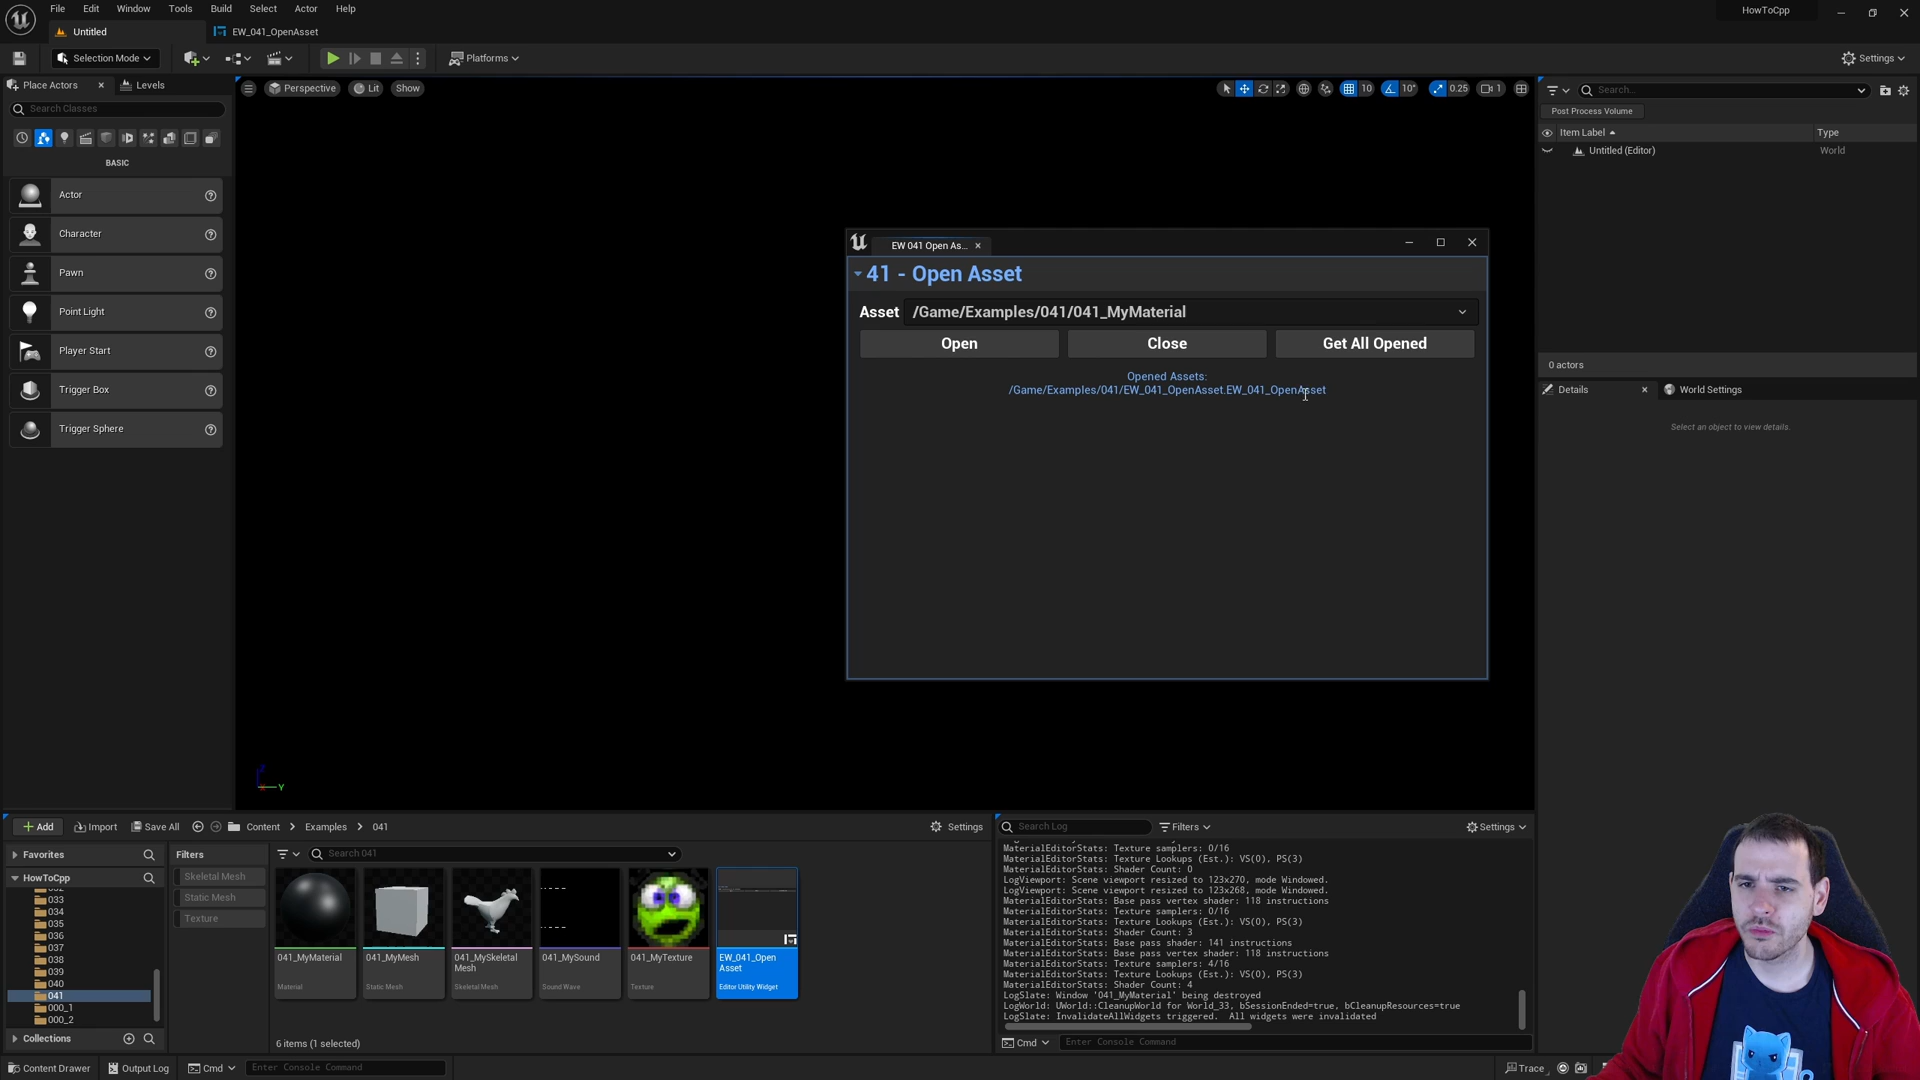 File Edit Window Tools Build Select Actor Help
HowToCpp
Untitled
EW_041_OpenAsset
Selection Mode
Platforms
Settings
Place Actors
Levels
Search Classes
BASIC
Actor
Character
Pawn
Point Light
Player Start
Trigger Box
Trigger Sphere
Perspective
Lit
Show
10
10°
0.25
1
Search...
Post Process Volume
Item Label
Type
Untitled (Editor)
World
0 actors
Details
World Settings
Select an object to view details.
EW 041 Open As...
41 - Open Asset
Asset /Game/Examples/041/041_MyMaterial
Open
Close
Get All Opened
Opened Assets:
/Game/Examples/041/EW_041_OpenAsset.EW_041_OpenAsset
Y
Add
Import
Save All
Content
Examples
041
Settings
Favorites
HowToCpp
033
034
035
036
037
038
039
040
041
000_1
000_2
Collections
Filters
Skeletal Mesh
Static Mesh
Texture
Search 041
041_MyMaterial
Material
041_MyMesh
Static Mesh
041_MySkeletal
Mesh
Skeletal Mesh
041_MySound
Sound Wave
041_MyTexture
Texture
EW_041_Open
Asset
Editor Utility Widget
6 items (1 selected)
Search Log
Filters
Settings
MaterialEditorStats: Texture samplers: 0/16
MaterialEditorStats: Texture Lookups (Est.): VS(0), PS(3)
MaterialEditorStats: Shader Count: 0
LogViewport: Scene viewport resized to 123x270, mode Windowed.
LogViewport: Scene viewport resized to 123x268, mode Windowed.
MaterialEditorStats: Base pass vertex shader: 118 instructions
MaterialEditorStats: Texture samplers: 0/16
MaterialEditorStats: Texture Lookups (Est.): VS(0), PS(3)
MaterialEditorStats: Shader Count: 3
MaterialEditorStats: Base pass shader: 141 instructions
MaterialEditorStats: Base pass vertex shader: 118 instructions
MaterialEditorStats: Texture samplers: 4/16
MaterialEditorStats: Texture Lookups (Est.): VS(0), PS(3)
MaterialEditorStats: Shader Count: 4
LogSlate: Window '041_MyMaterial' being destroyed
LogWorld: UWorld::CleanupWorld for World_33, bSessionEnded=true, bCleanupResources=true
LogSlate: InvalidateAllWidgets triggered. All widgets were invalidated
Cmd
Enter Console Command
Content Drawer
Output Log
Cmd
Enter Console Command
Trace